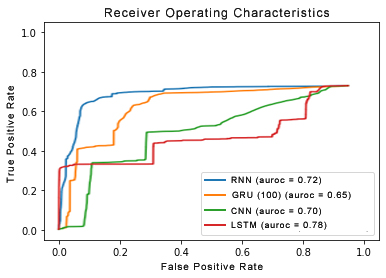 Receiver Operating Characteristics
True Positive Rate
1.0
0.8
0.6
0.4
0.2
0.0
RNN (auroc = 0.72)
GRU (100) (auroc = 0.65)
CNN (auroc = 0.70)
LSTM (auroc = 0.78)
0.0 0.2 0.4 0.6 0.8 1.0
False Positive Rate